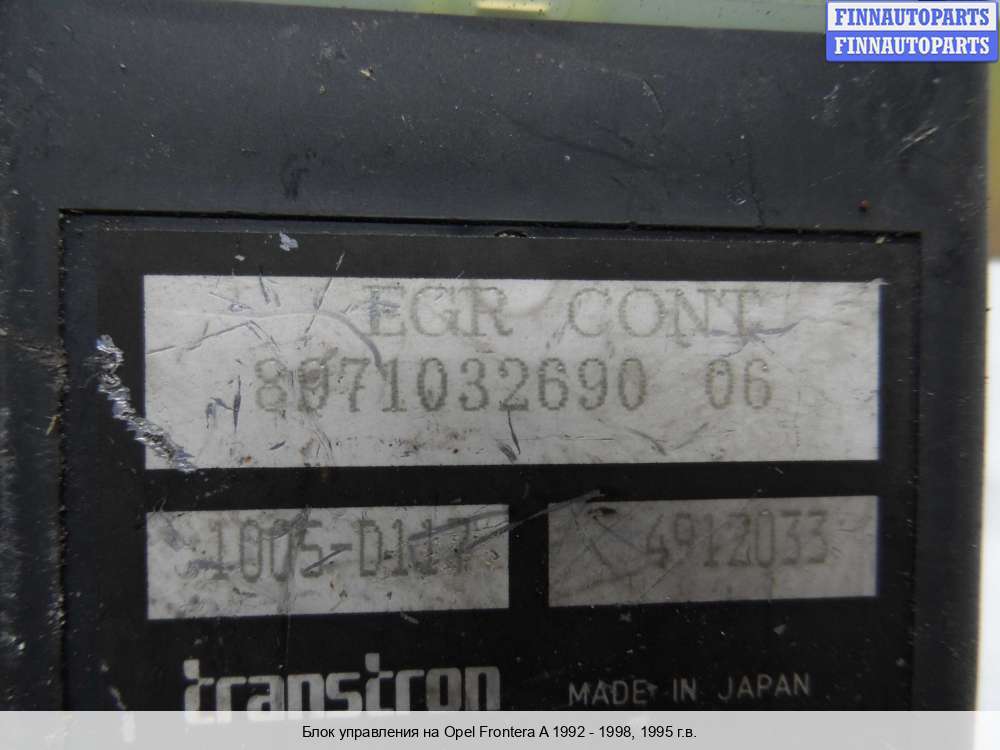 FINNAUTOPARTS
FINNAUTOPARTS
EGR CONT
8971032690 06
1005-D117
4912033
transtron
MADE IN JAPAN
Блок управления на Opel Frontera A 1992 - 1998, 1995 г.в.